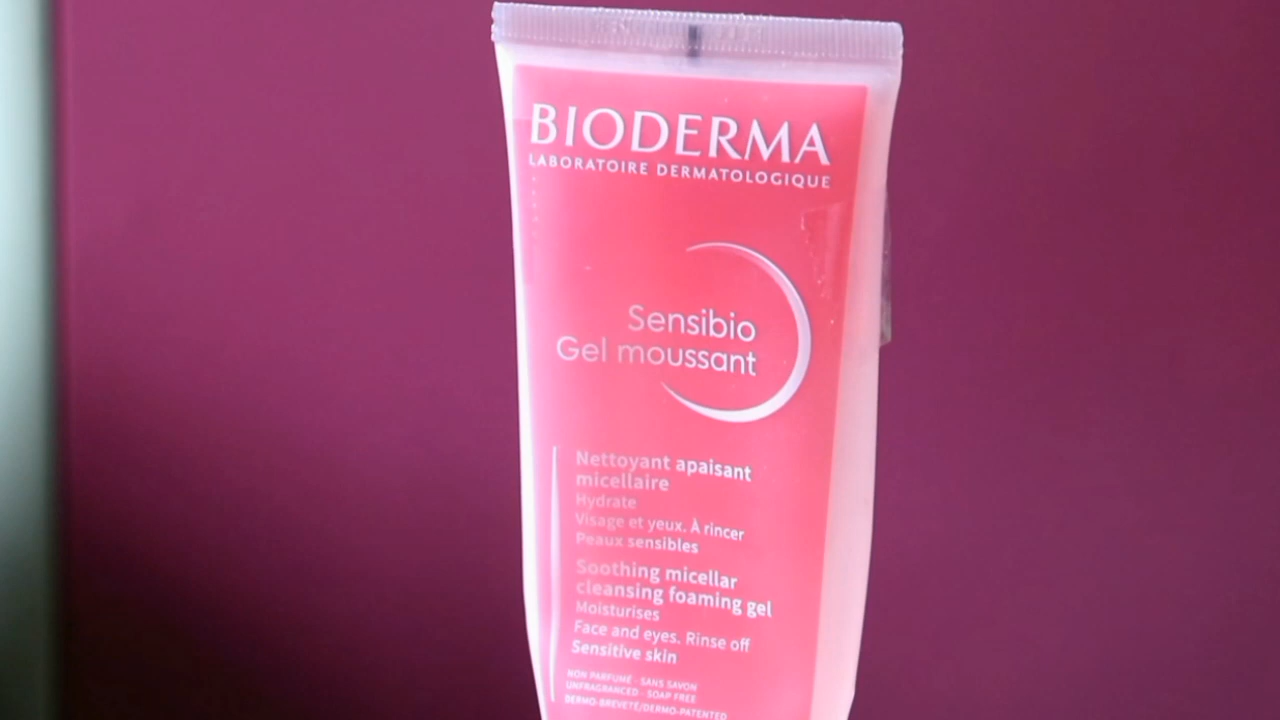 BIODERMA
LABORATOIRE DERMATOLOGIQUE
Sensibio
Gel moussant
Nettoyant apaisant
micellaire
Hydrate
Visage et yeux. À rincer
Peaux sensibles
Soothing micellar
cleansing foaming gel
Moisturises
Face and eyes. Rinse off
Sensitive skin
NON PARFUMÉ - SANS SAVON
UNFRAGRANCED - SOAP FREE
DERMO-BREVETÉ/DERMO-PATENTED